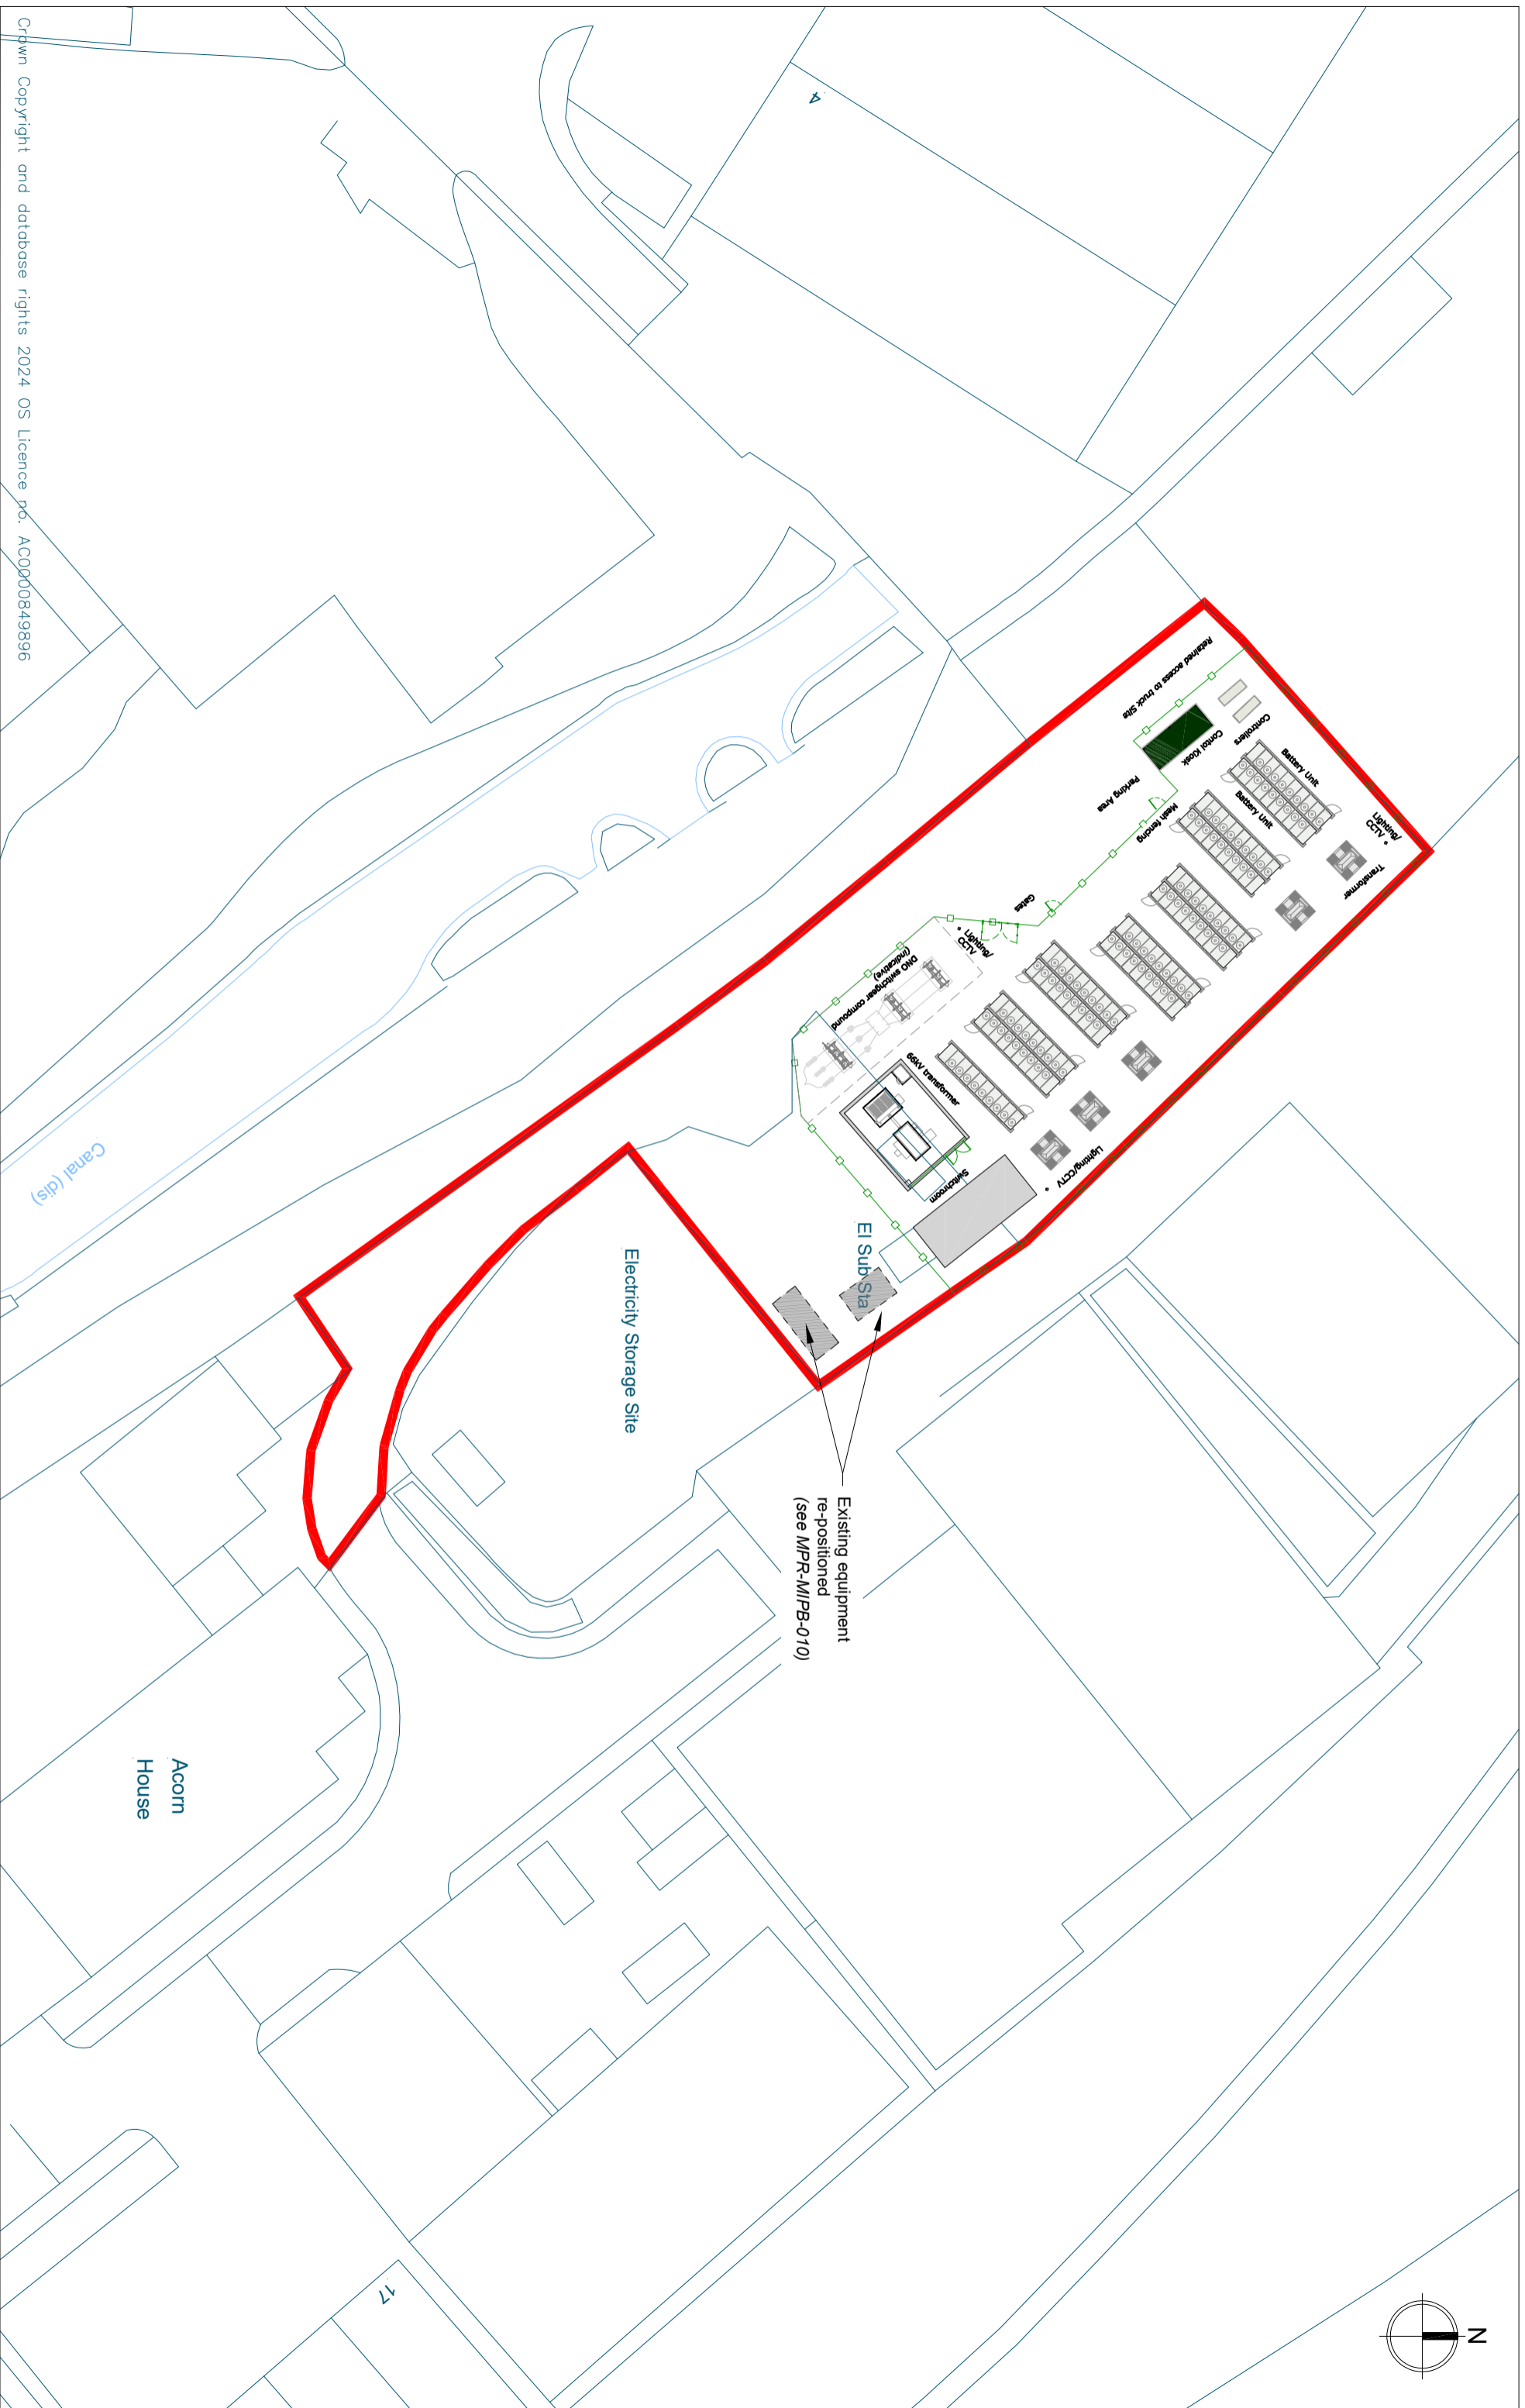 N
4
Retained access to truck Site
Controllers
Contol Kiosk
Battery Unit
Battery Unit
Lighting/
CCTV
Transformer
Parking Area
Mesh fencing
Gates
Lighting/
CCTV
DNO switchgear compound
(indicative)
66kV transformer
Lighting/CCTV
Switchroom
El Sub Sta
Electricity Storage Site
Existing equipment
re-positioned
(see MPR-MIPB-010)
Canal (dis)
Acorn
House
17
Crown Copyright and database rights 2024 OS Licence no. AC0000849896